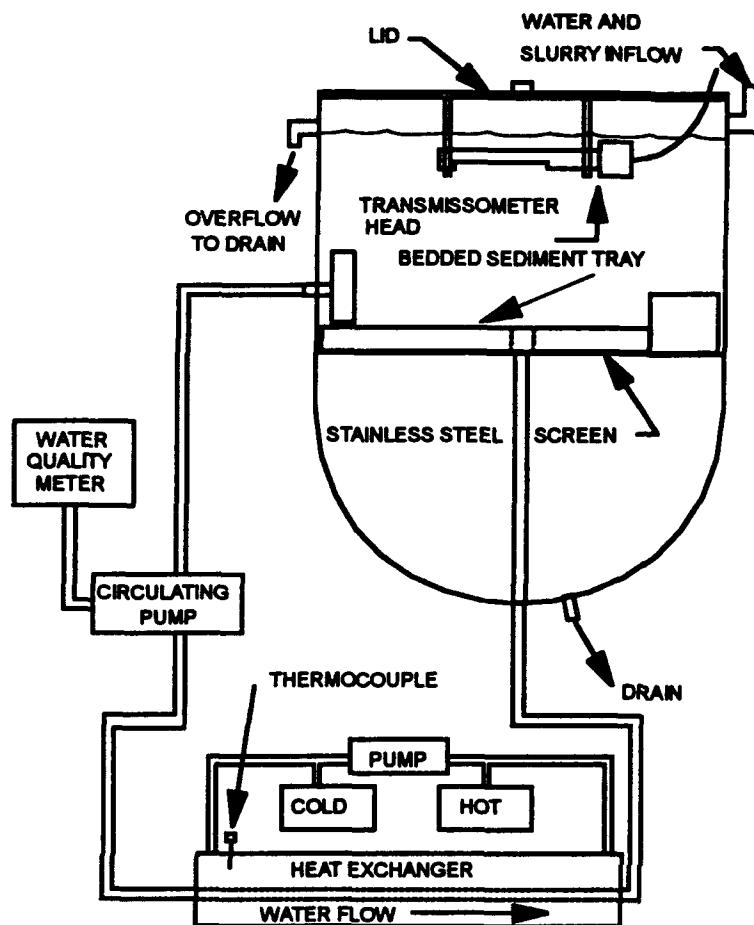 WATER AND
SLURRY INFLOW
LID
OVERFLOW
TO DRAIN
TRANSMISSOMETER
HEAD
BEDDED SEDIMENT TRAY
STAINLESS STEEL SCREEN
WATER
QUALITY
METER
CIRCULATING
PUMP
DRAIN
THERMOCOUPLE
PUMP
COLD
HOT
HEAT EXCHANGER
WATER FLOW